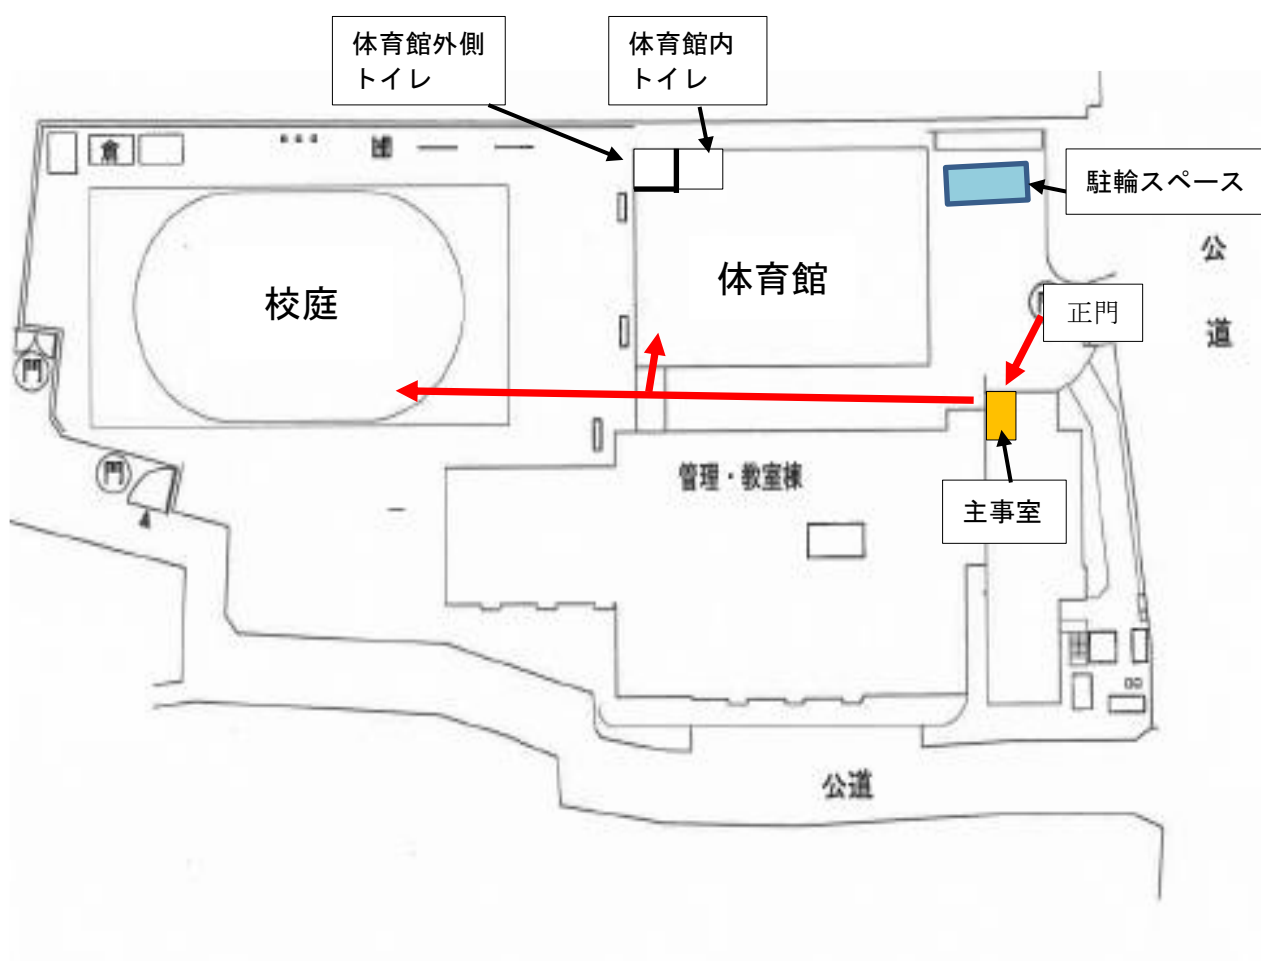 体育館外側
トイレ
体育館内
トイレ
倉
駐輪スペース
公
道
体育館
校庭
正門
門
門
管理・教室棟
主事室
公道